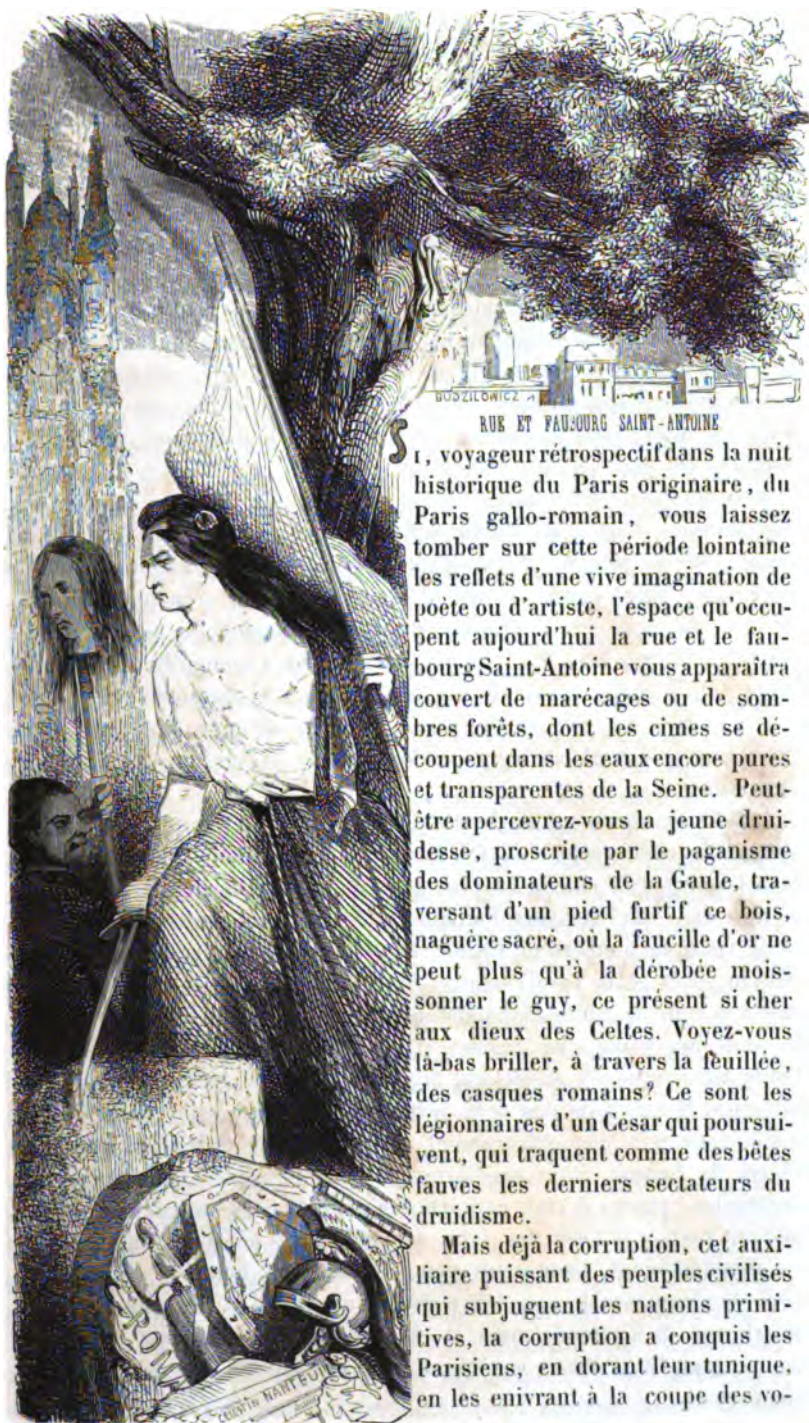 BUDZILOWICZ
RUE ET FAUBOURG SAINT-ANTOINE
SI, voyageur rétrospectif dans la nuit
historique du Paris originaire, du
Paris gallo-romain, vous laissez
tomber sur cette période lointaine
les reflets d'une vive imagination de
poète ou d'artiste, l'espace qu'occu-
pent aujourd'hui la rue et le fau-
bourg Saint-Antoine vous apparaîtra
couvert de marécages ou de som-
bres forêts, dont les cimes se dé-
coupent dans les eaux encore pures
et transparentes de la Seine. Peut-
être apercevrez-vous la jeune drui-
desse, proscrite par le paganisme
des dominateurs de la Gaule, tra-
versant d'un pied furtif ce bois,
naguère sacré, où la faucille d'or ne
peut plus qu'à la dérobée mois-
sonner le guy, ce présent si cher
aux dieux des Celtes. Voyez-vous
là-bas briller, à travers la feuillée,
des casques romains? Ce sont les
légionnaires d'un César qui poursui-
vent, qui traquent comme des bêtes
fauves les derniers sectateurs du
druidisme.
Mais déjà la corruption, cet auxi-
liaire puissant des peuples civilisés
qui subjuguent les nations primi-
tives, la corruption a conquis les
Parisiens, en dorant leur tunique,
en les enivrant à la coupe des vo-
ROMA
NANTEUIL